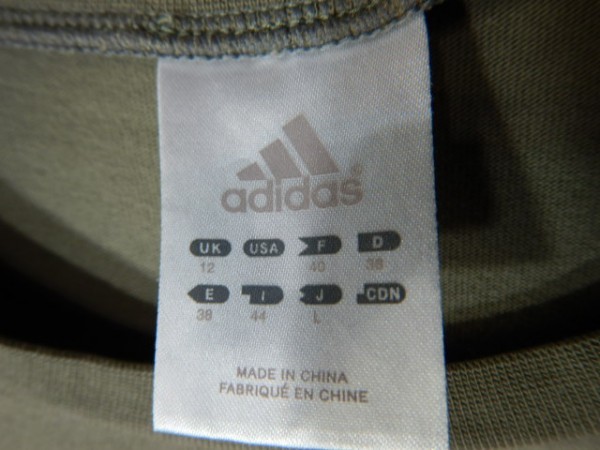 adidas®
UK USA F D
12 40 38
E I J CDN
38 44 L
MADE IN CHINA
FABRIQUÉ EN CHINE